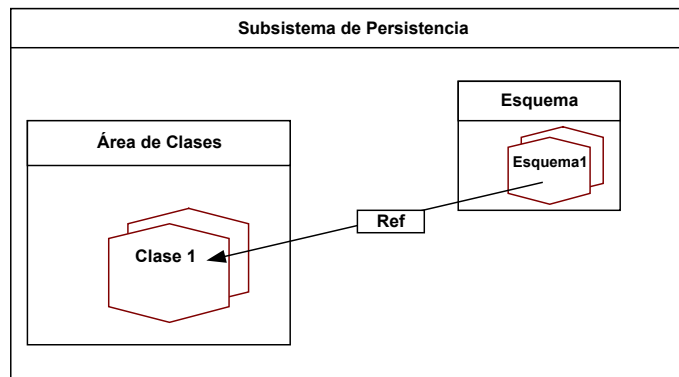 Subsistema de Persistencia
Esquema
Área de Clases
Esquema1
Ref
Clase 1